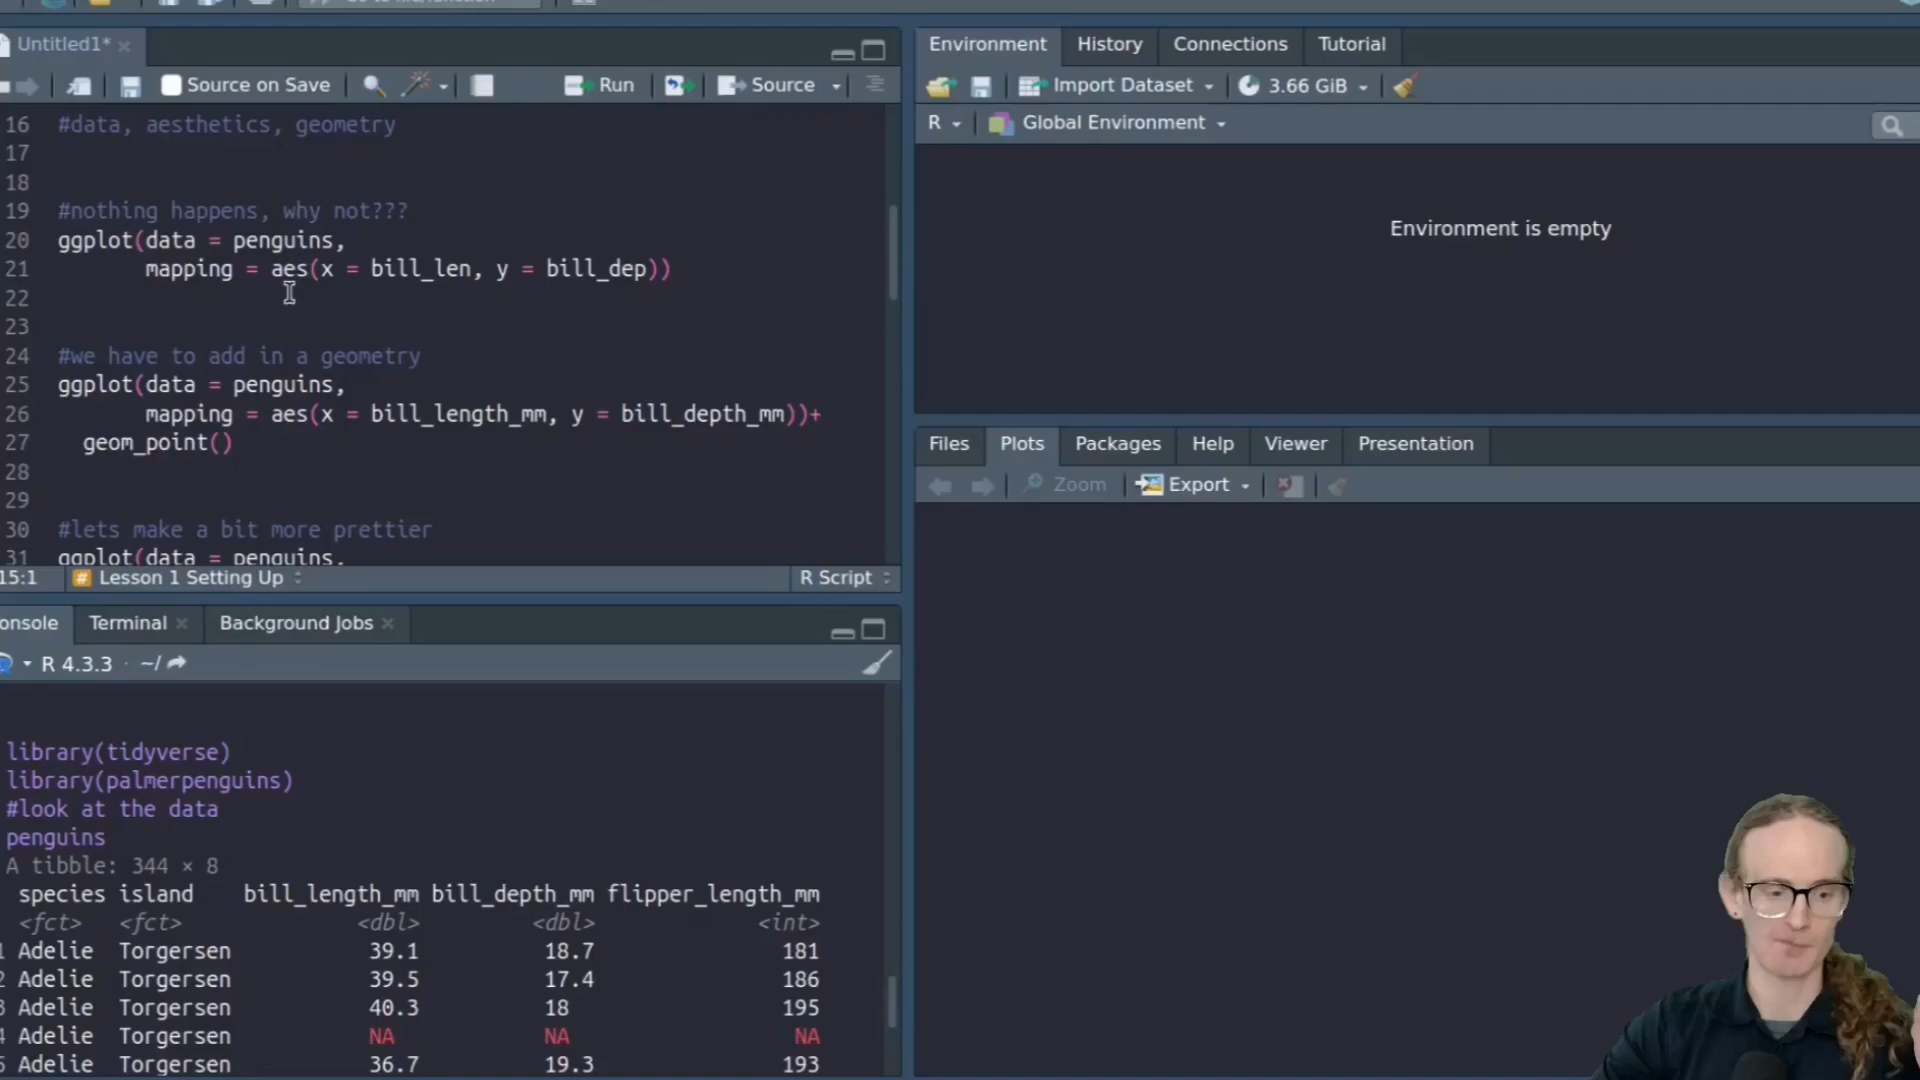 Untitled1*
Source on Save
Run
Source
16 #data, aesthetics, geometry
17
18
19 #nothing happens, why not???
20 ggplot(data = penguins,
21 mapping = aes(x = bill_len, y = bill_dep))
22
23
24 #we have to add in a geometry
25 ggplot(data = penguins,
26 mapping = aes(x = bill_length_mm, y = bill_depth_mm))+
27 geom_point()
28
29
30 #lets make a bit more prettier
31 ggplot(data = penguins,
15:1 # Lesson 1 Setting Up R Script
onsole Terminal Background Jobs
R 4.3.3 · ~/
library(tidyverse)
library(palmerpenguins)
#look at the data
penguins
A tibble: 344 × 8
species island bill_length_mm bill_depth_mm flipper_length_mm
<fct> <fct> <dbl> <dbl> <int>
Adelie Torgersen 39.1 18.7 181
2 Adelie Torgersen 39.5 17.4 186
3 Adelie Torgersen 40.3 18 195
4 Adelie Torgersen NA NA NA
5 Adelie Torgersen 36.7 19.3 193
Environment History Connections Tutorial
Import Dataset 3.66 GiB
R Global Environment
Environment is empty
Files Plots Packages Help Viewer Presentation
Zoom Export